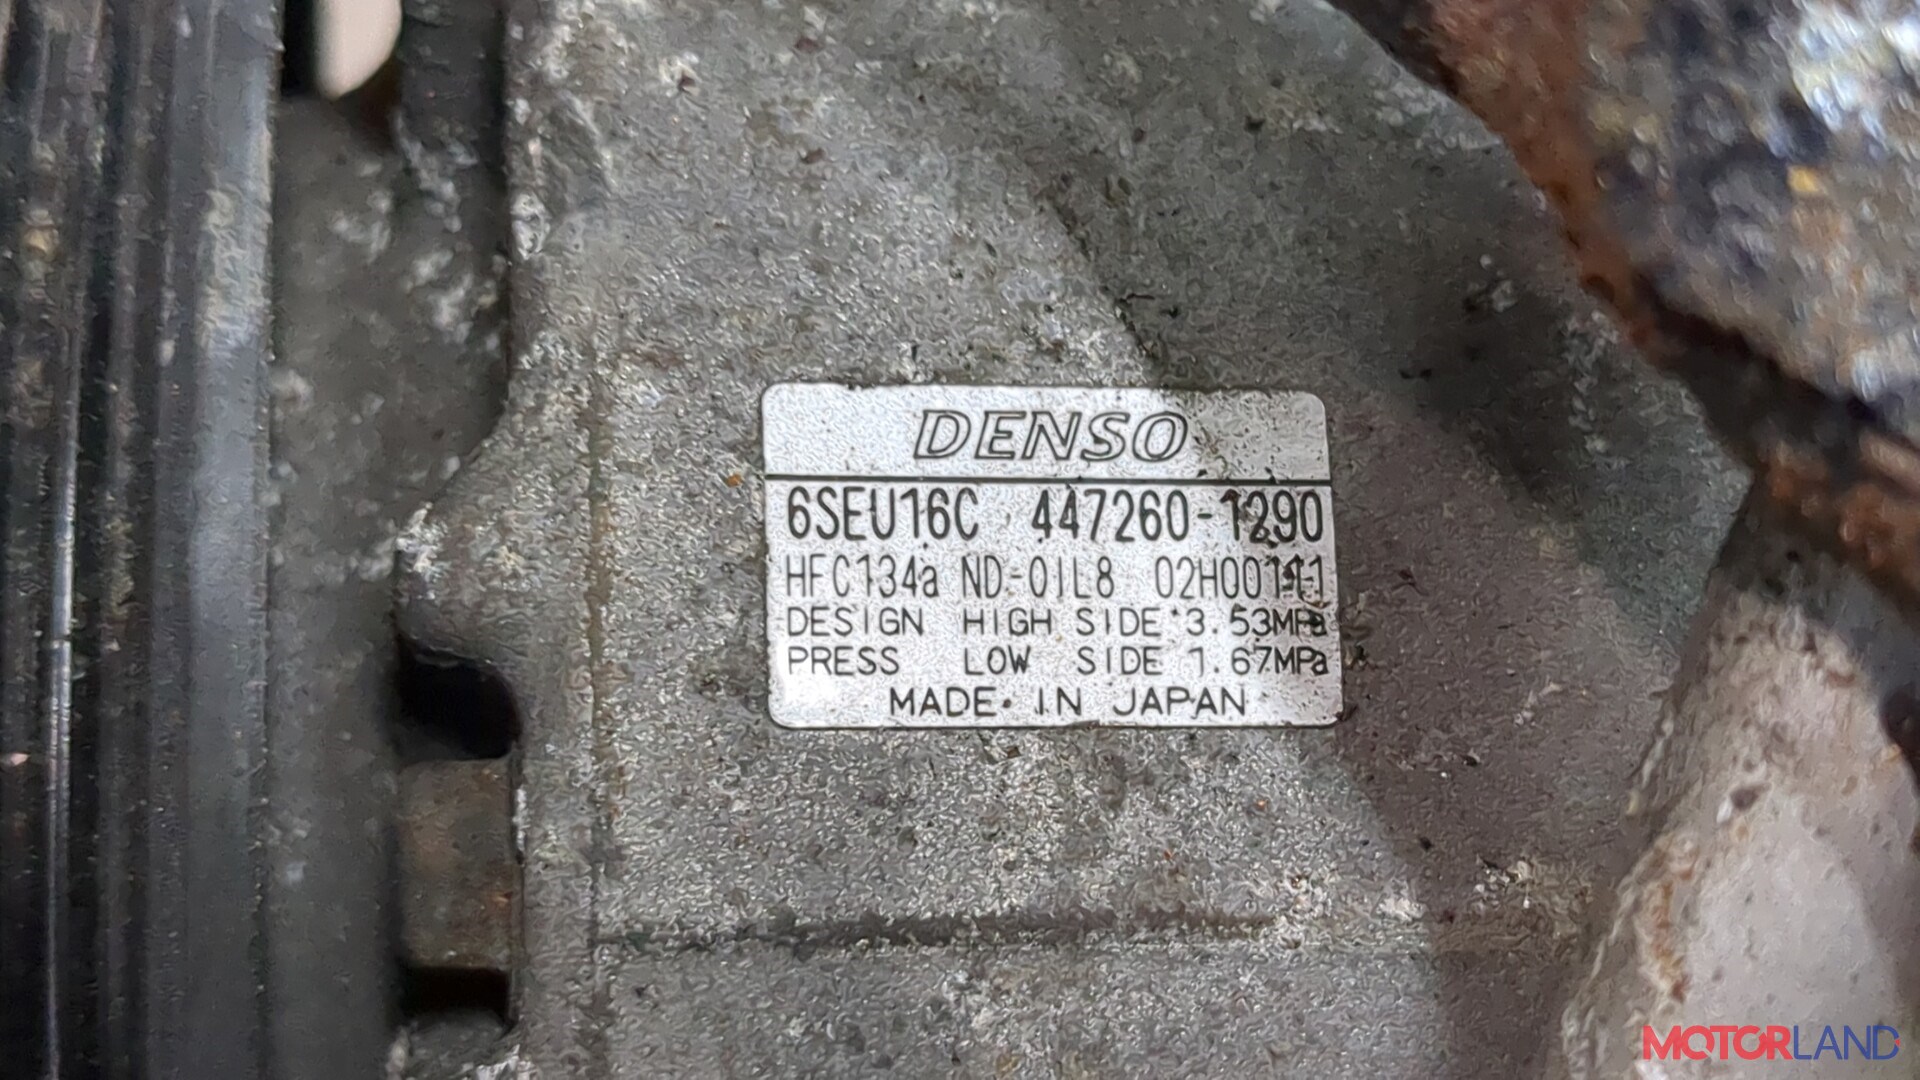 DENSO
6SEU16C 447260-1290
HFC134a ND-OIL8 02H00111
DESIGN HIGH SIDE 3.53MPa
PRESS LOW SIDE 1.67MPa
MADE IN JAPAN
MOTORLAND